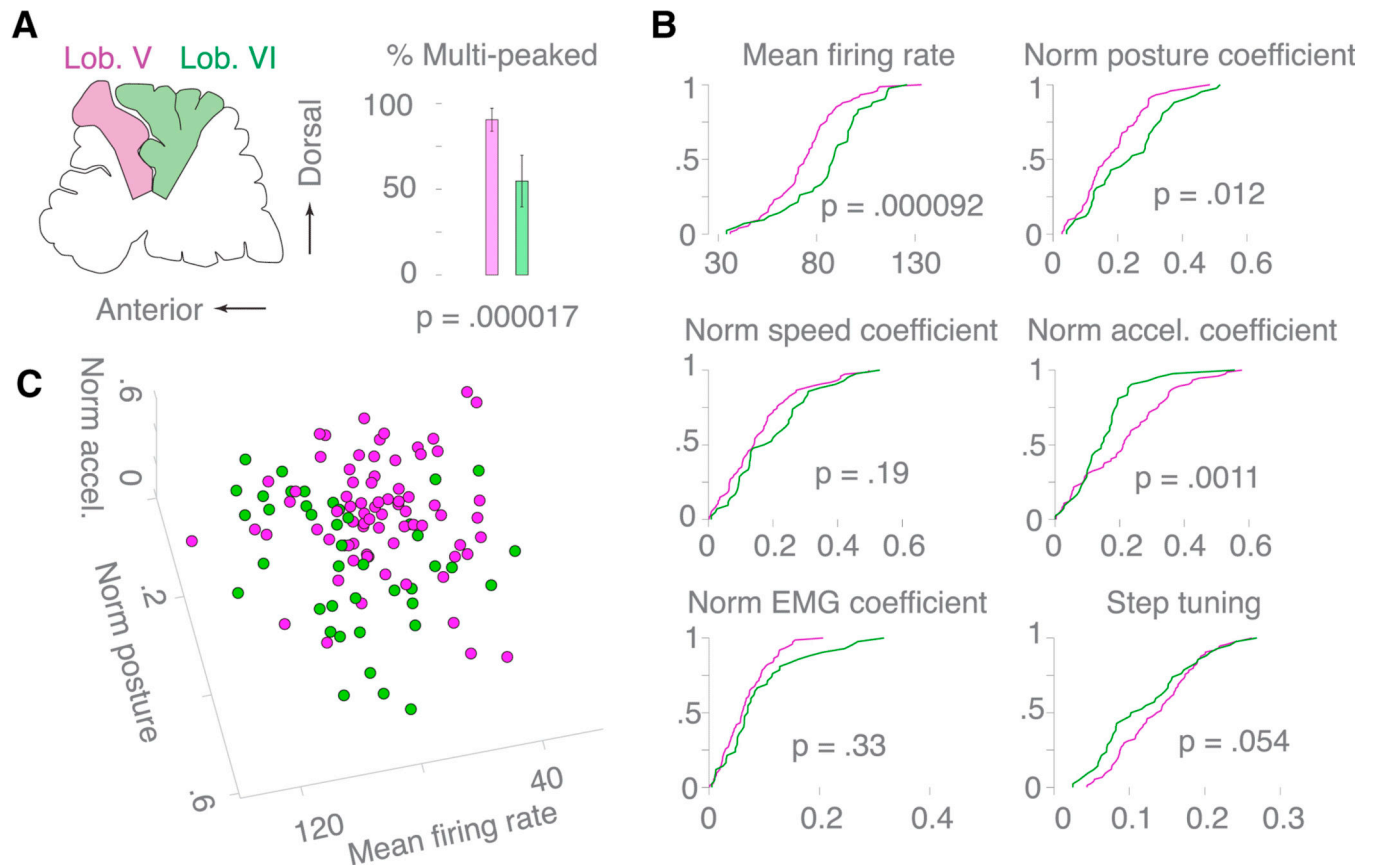 A
Lob. V Lob. VI
Dorsal
Anterior
% Multi-peaked
100
50
0
p = .000017
B
Mean firing rate
1
.5
0
30 80 130
p = .000092
Norm posture coefficient
1
.5
0
0 0.2 0.4 0.6
p = .012
Norm speed coefficient
1
.5
0
0 0.2 0.4 0.6
p = .19
Norm accel. coefficient
1
.5
0
0 0.2 0.4 0.6
p = .0011
Norm EMG coefficient
1
.5
0
0 0.2 0.4
p = .33
Step tuning
1
.5
0
0 0.1 0.2 0.3
p = .054
C
Norm accel.
.6
0
Norm posture
.2
.6
Mean firing rate
120
40